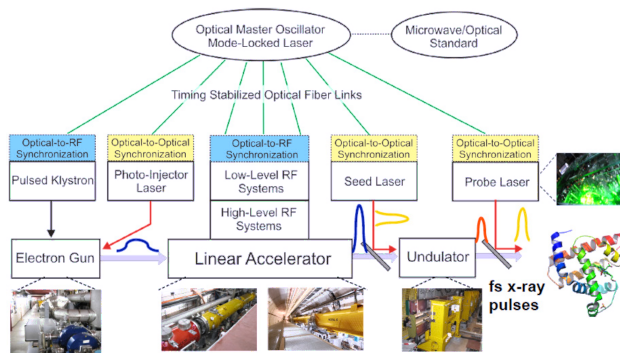 Optical Master Oscillator
Mode-Locked Laser
Microwave/Optical
Standard
Timing Stabilized Optical Fiber Links
Optical-to-RF
Synchronization
Optical-to-Optical
Synchronization
Optical-to-RF
Synchronization
Optical-to-Optical
Synchronization
Optical-to-Optical
Synchronization
Pulsed Klystron
Photo-Injector
Laser
Low-Level RF
Systems
High-Level RF
Systems
Seed Laser
Probe Laser
Electron Gun
Linear Accelerator
Undulator
fs x-ray
pulses